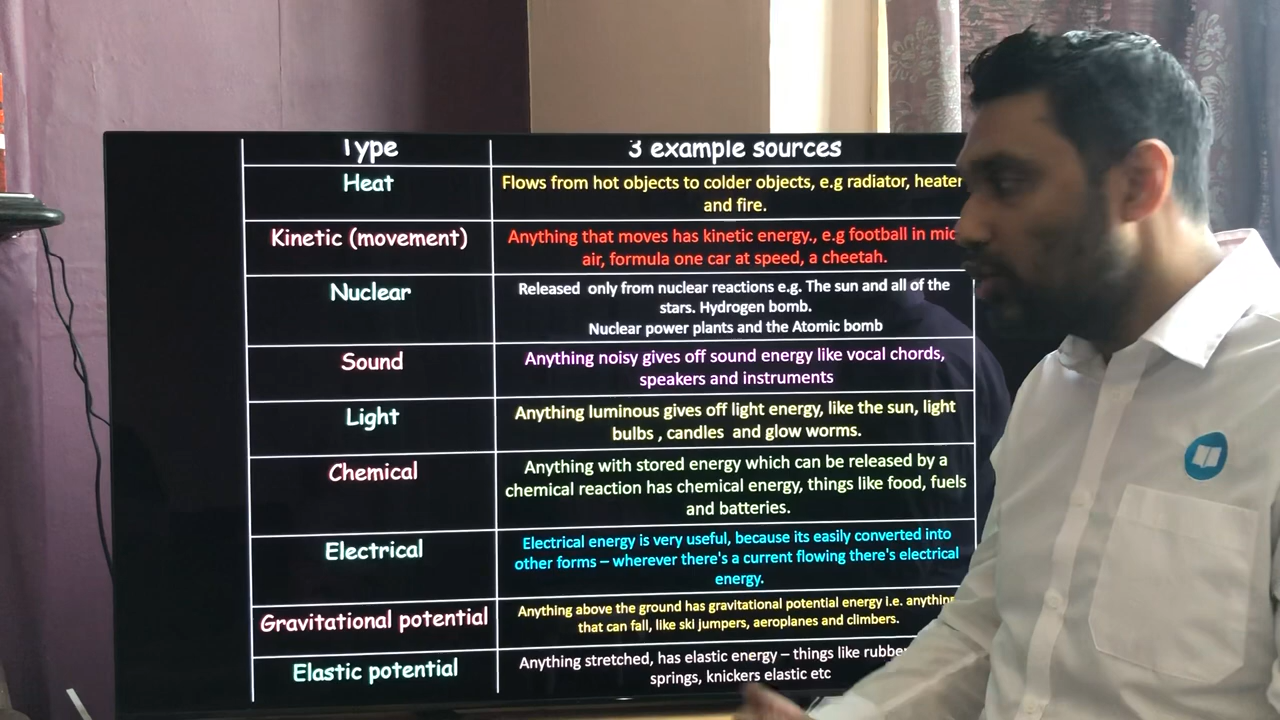 Type
3 example sources
Heat
Flows from hot objects to colder objects, e.g radiator, heater
and fire.
Kinetic (movement)
Anything that moves has kinetic energy., e.g football in
air, formula one car at speed, a cheetah.
Nuclear
Released only from nuclear reactions e.g. The sun and all of the
stars. Hydrogen bomb.
Nuclear power plants and the Atomic bomb
Sound
Anything noisy gives off sound energy like vocal chords,
speakers and instruments
Light
Anything luminous gives off light energy, like the sun, light
bulbs , candles and glow worms.
Chemical
Anything with stored energy which can be released by a
chemical reaction has chemical energy, things like food, fuels
and batteries.
Electrical
Electrical energy is very useful, because its easily converted into
other forms – wherever there's a current flowing there's electrical
energy.
Gravitational potential
Anything above the ground has gravitational potential energy i.e. anything
that can fall, like ski jumpers, aeroplanes and climbers.
Elastic potential
Anything stretched, has elastic energy – things like rubber
springs, knickers elastic etc